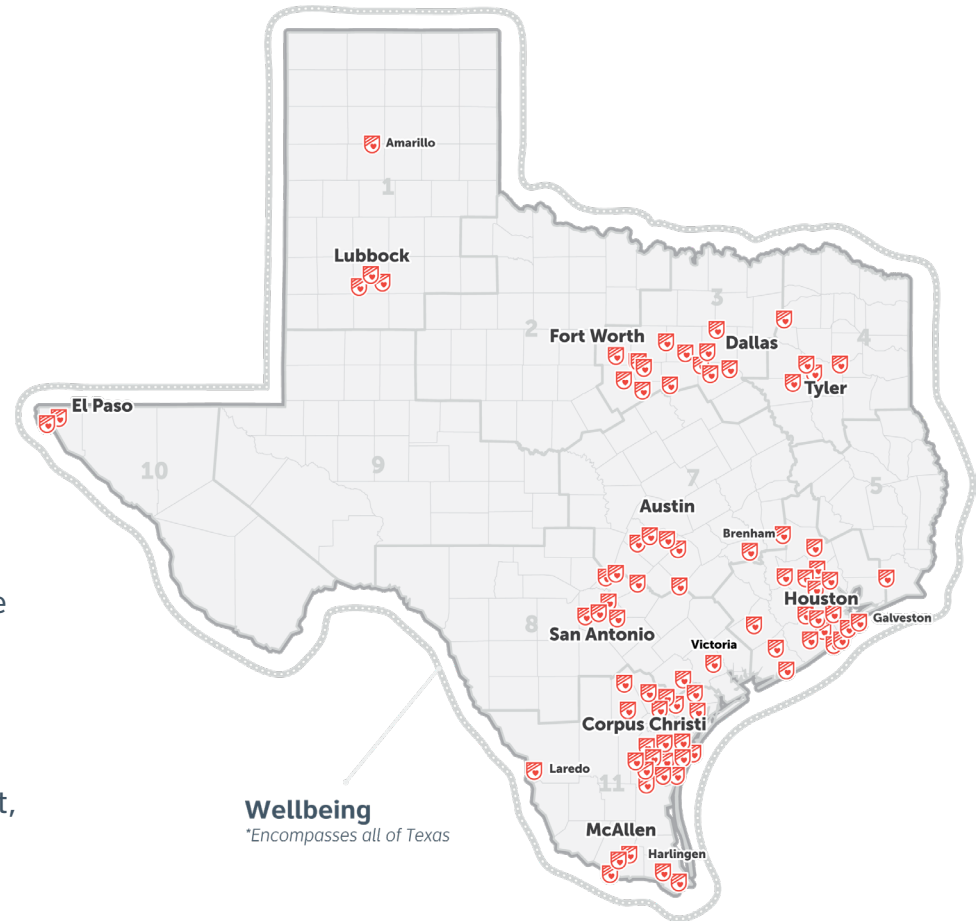 Amarillo
1
Lubbock
2
3
4
Fort Worth
Dallas
Tyler
El Paso
10
9
7
5
Austin
Brenham
e
Houston
8
San Antonio
Galveston
Victoria
Corpus Christi
Laredo
11
t,
Wellbeing
*Encompasses all of Texas
McAllen
Harlingen